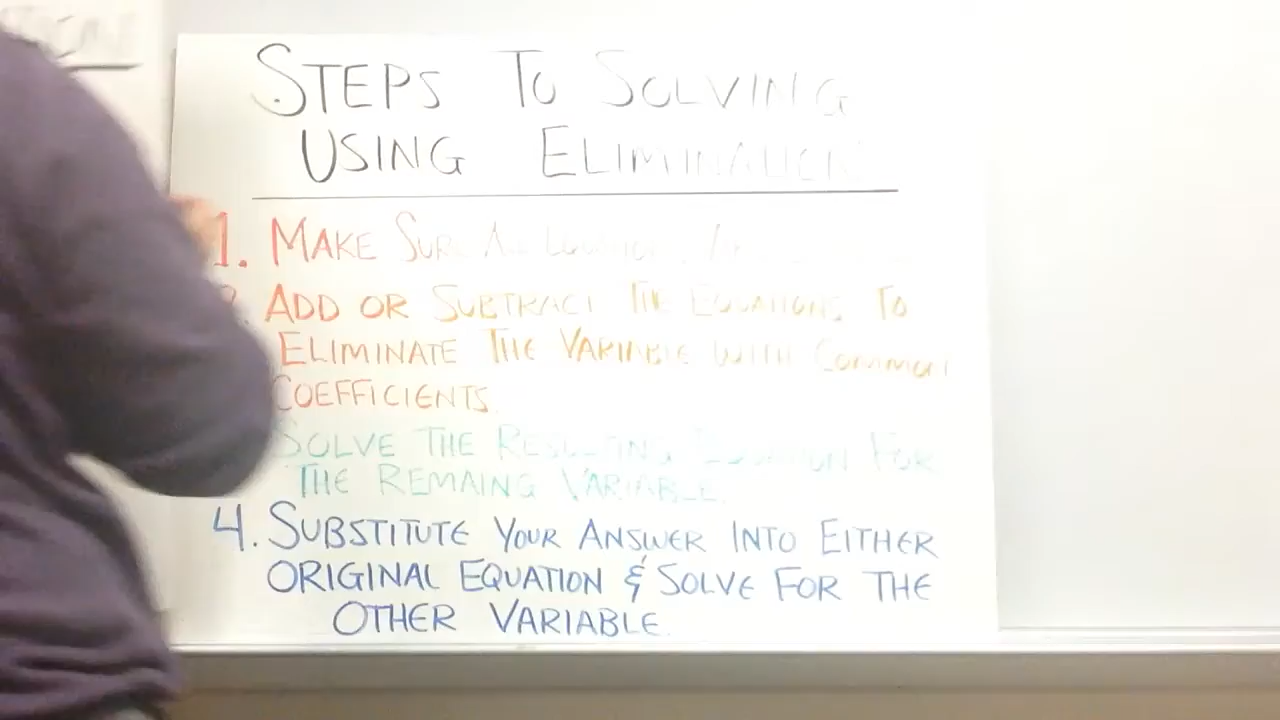 STEPS TO SOLVING
USING ELIMINATION
1. MAKE SURE ALL EQUATIONS
ADD OR SUBTRACT THE EQUATIONS TO
ELIMINATE THE VARIABLE WITH COMMON
COEFFICIENTS.
SOLVE THE RESULTING EQUATION FOR
THE REMAING VARIABLE.
4. SUBSTITUTE YOUR ANSWER INTO EITHER
ORIGINAL EQUATION & SOLVE FOR THE
OTHER VARIABLE.